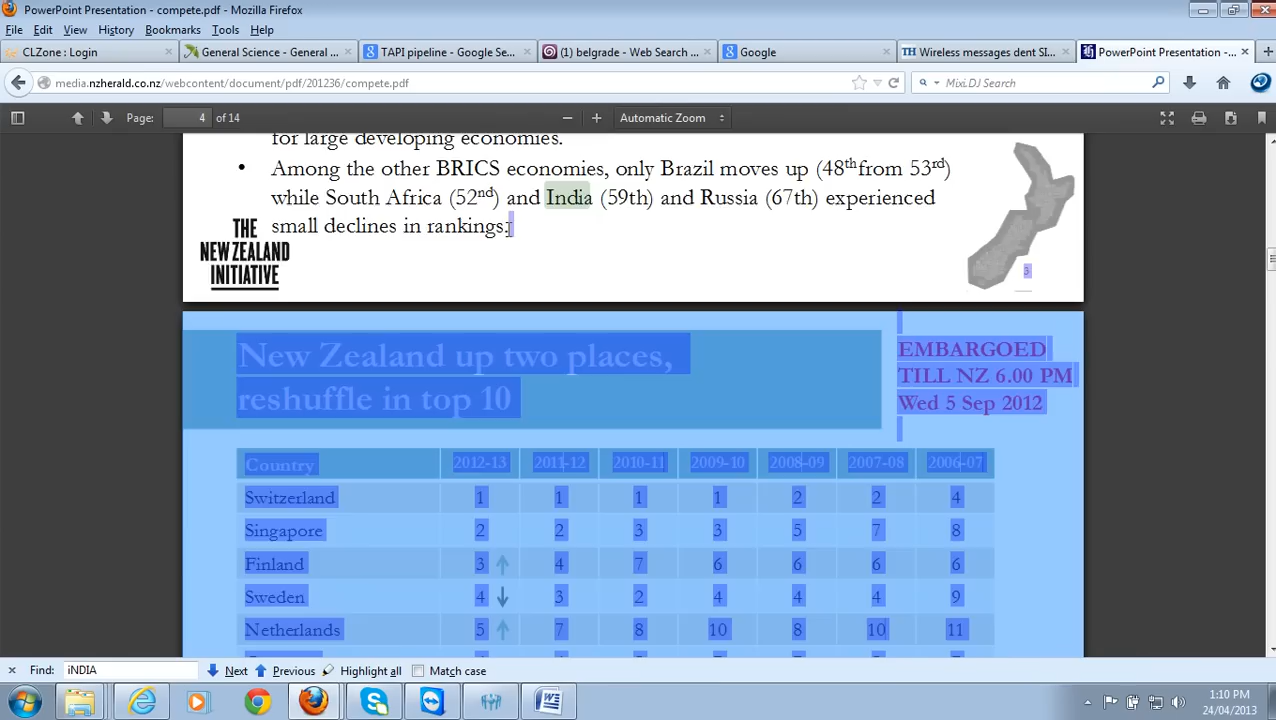 PowerPoint Presentation - compete.pdf - Mozilla Firefox
File Edit View History Bookmarks Tools Help
CLZone : Login
General Science - General ...
TAPI pipeline - Google Se...
(1) belgrade - Web Search ...
Google
Wireless messages dent SI...
PowerPoint Presentation -...
media.nzherald.co.nz/webcontent/document/pdf/201236/compete.pdf
Mixi.DJ Search
Page: 4 of 14
Automatic Zoom
for large developing economies.
• Among the other BRICS economies, only Brazil moves up (48th from 53rd)
while South Africa (52nd) and India (59th) and Russia (67th) experienced
small declines in rankings.
THE
NEW ZEALAND
INITIATIVE
3
New Zealand up two places,
reshuffle in top 10
EMBARGOED
TILL NZ 6.00 PM
Wed 5 Sep 2012
Country 2012-13 2011-12 2010-11 2009-10 2008-09 2007-08 2006-07
Switzerland 1 1 1 1 2 2 4
Singapore 2 2 3 3 5 7 8
Finland 3 ↑ 4 7 6 6 6 6
Sweden 4 ↓ 3 2 4 4 4 9
Netherlands 5 ↑ 7 8 10 8 10 11
Find: iNDIA Next Previous Highlight all Match case
1:10 PM
24/04/2013